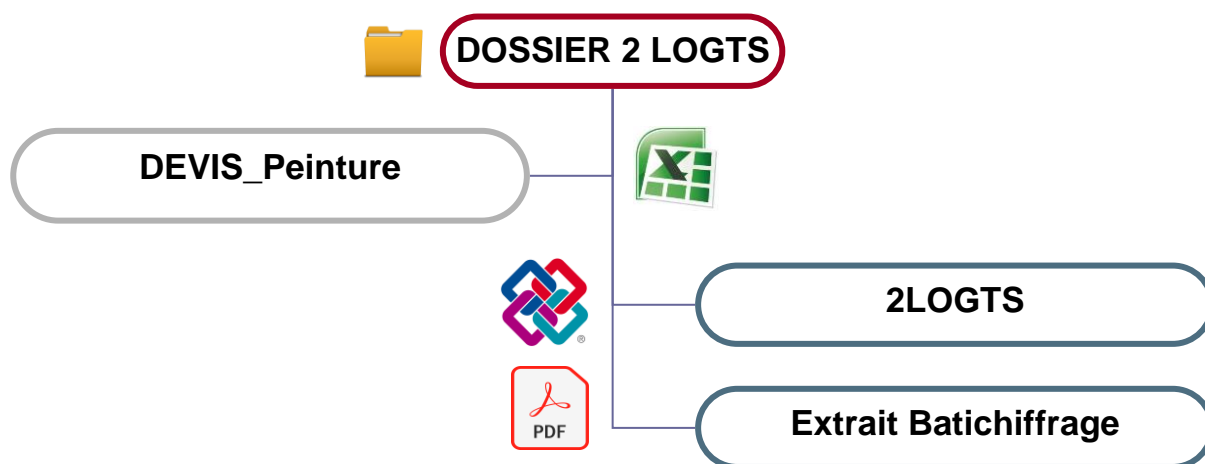 DOSSIER 2 LOGTS
DEVIS_Peinture
2LOGTS
®
PDF
Extrait Batichiffrage